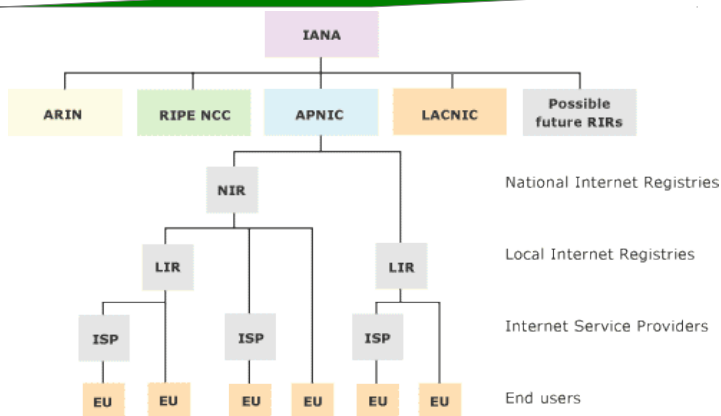 IANA
ARIN
RIPE NCC
APNIC
LACNIC
Possible
future RIRs
NIR
National Internet Registries
LIR
LIR
Local Internet Registries
ISP
ISP
ISP
Internet Service Providers
EU
EU
EU
EU
EU
EU
End users